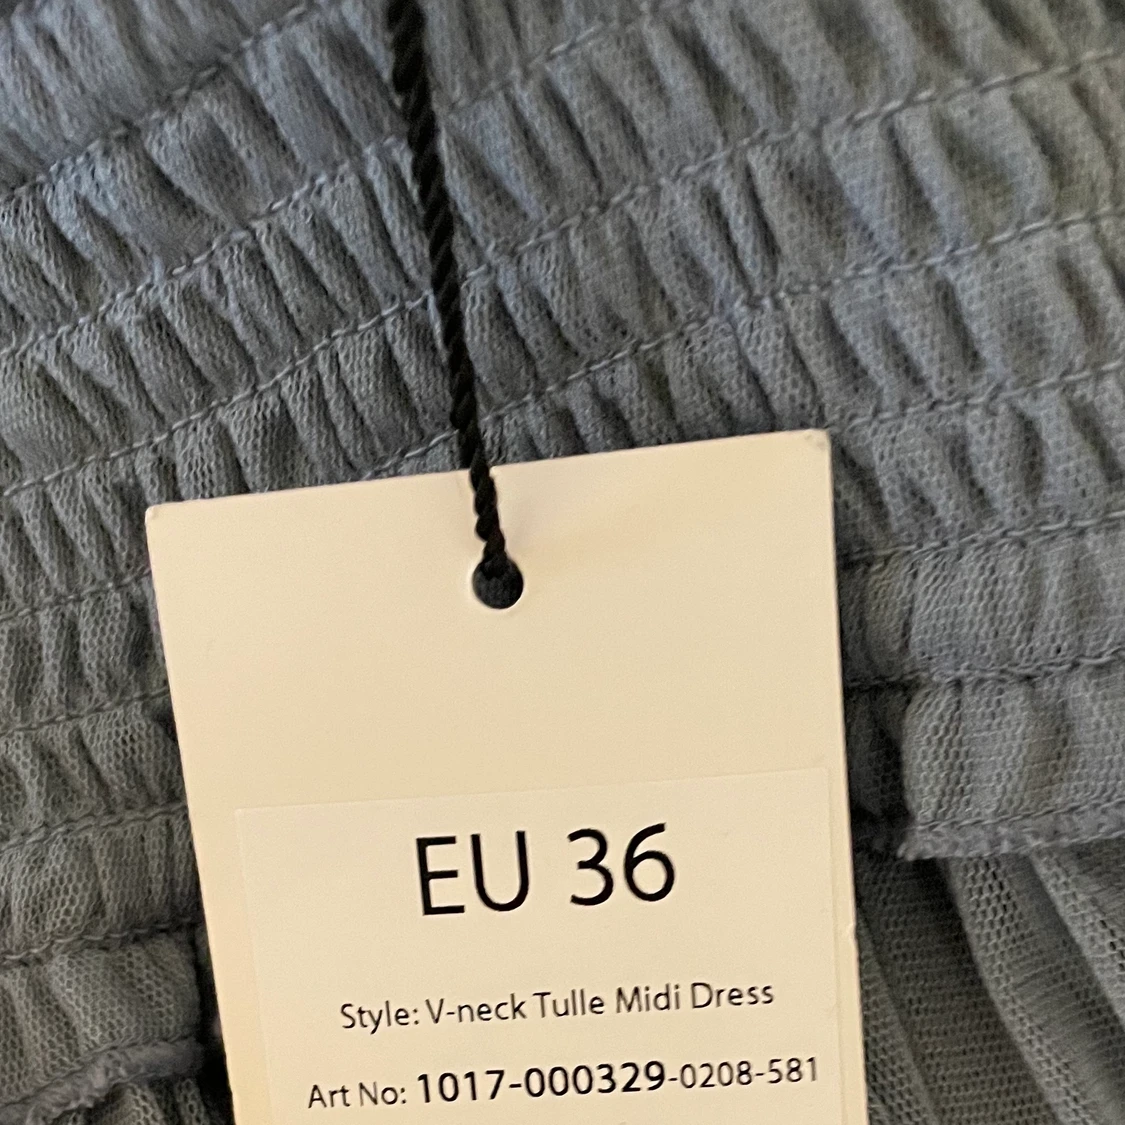 EU 36
Style: V-neck Tulle Midi Dress
Art No: 1017-000329-0208-581